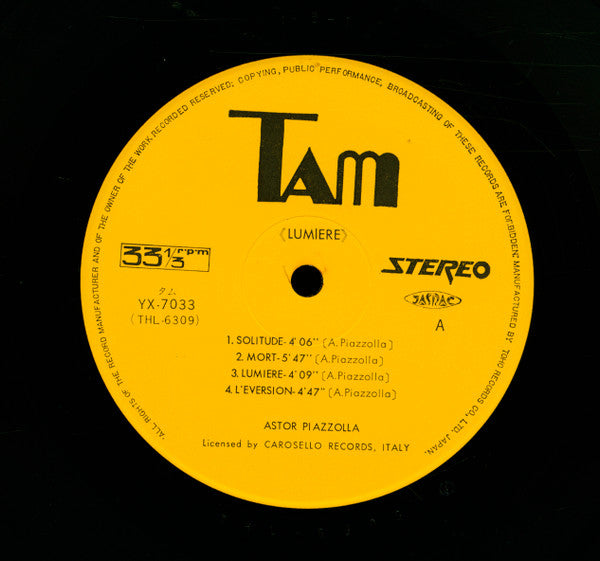 "ALL RIGHTS OF THE RECORD MANUFACTURER AND OF THE OWNER OF THE WORK RECORDED RESERVED: COPYING, PUBLIC PERFORMANCE, BROADCASTING OF THESE RECORDS ARE FORBIDDEN." MANUFACTURED BY TOHO RECORDS CO., LTD. JAPAN.
TAM
《LUMIERE》
33 1/3 rpm
STEREO
タム
YX-7033
(THL-6309)
JASRAC
A
1. SOLITUDE-4'06" (A.Piazzolla)
2. MORT-5'47" (A.Piazzolla)
3. LUMIERE-4'09" (A.Piazzolla)
4. L'EVERSION-4'47" (A.Piazzolla)
ASTOR PIAZZOLLA
Licensed by CAROSELLO RECORDS, ITALY